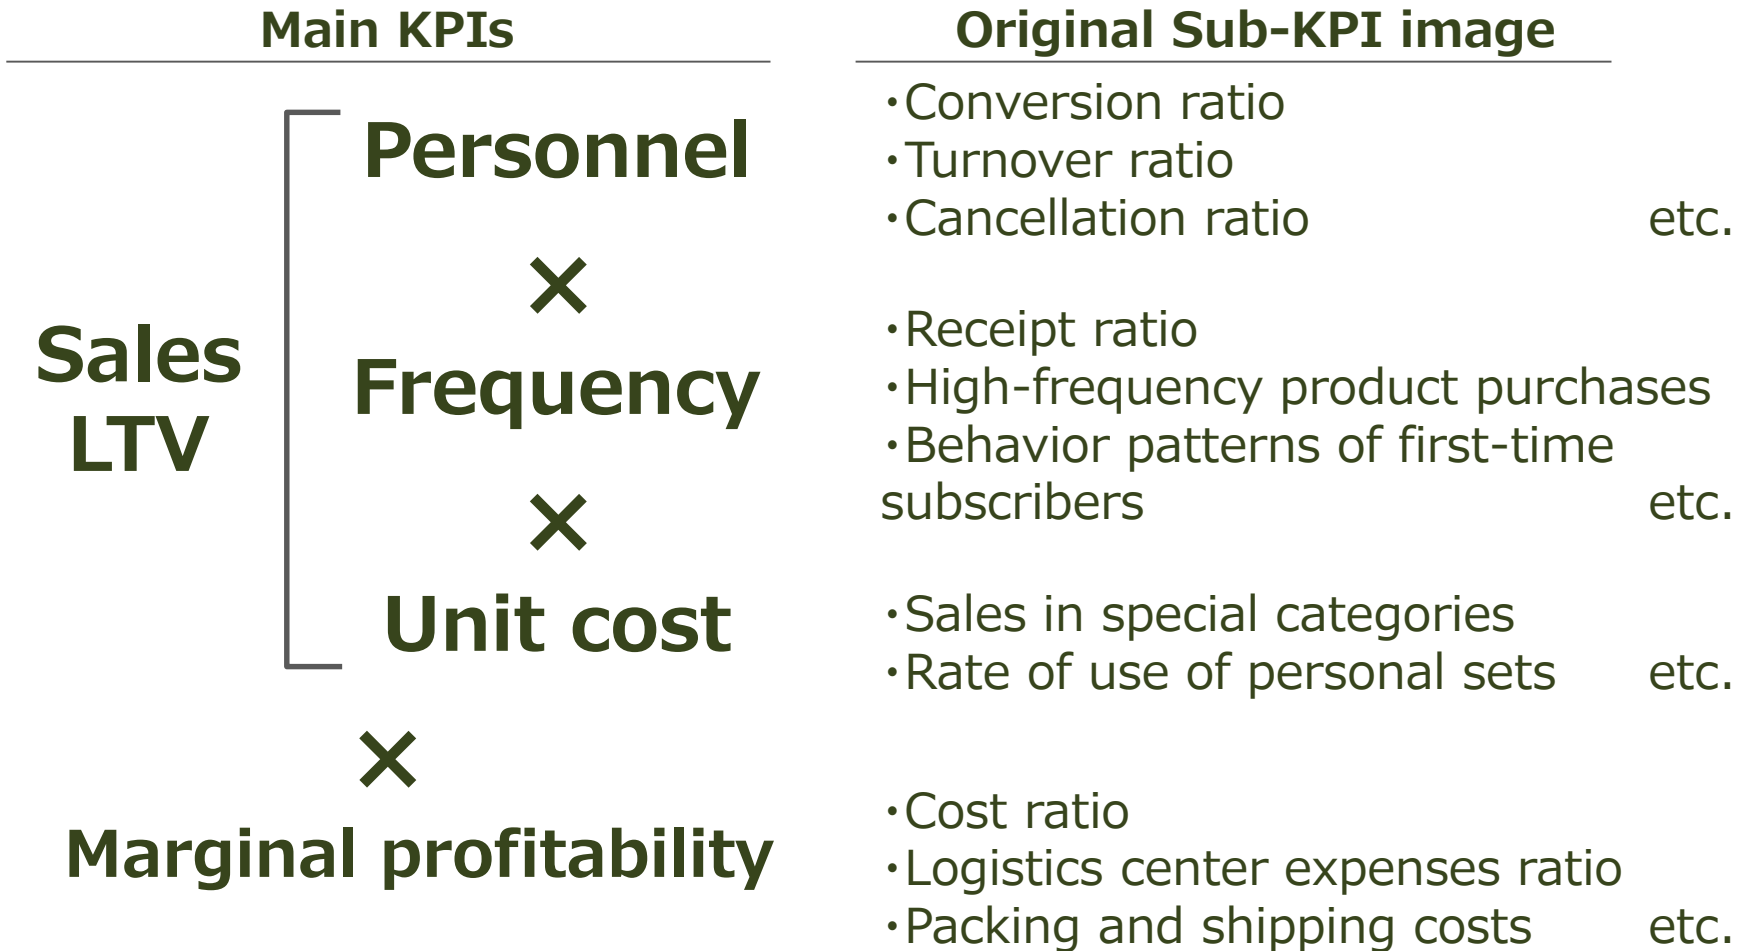 Main KPIs
Sales
LTV
Personnel
×
Frequency
×
Unit cost
×
Marginal profitability
Original Sub-KPI image
・Conversion ratio
・Turnover ratio
・Cancellation ratio etc.
・Receipt ratio
・High-frequency product purchases
・Behavior patterns of first-time
subscribers etc.
・Sales in special categories
・Rate of use of personal sets etc.
・Cost ratio
・Logistics center expenses ratio
・Packing and shipping costs etc.